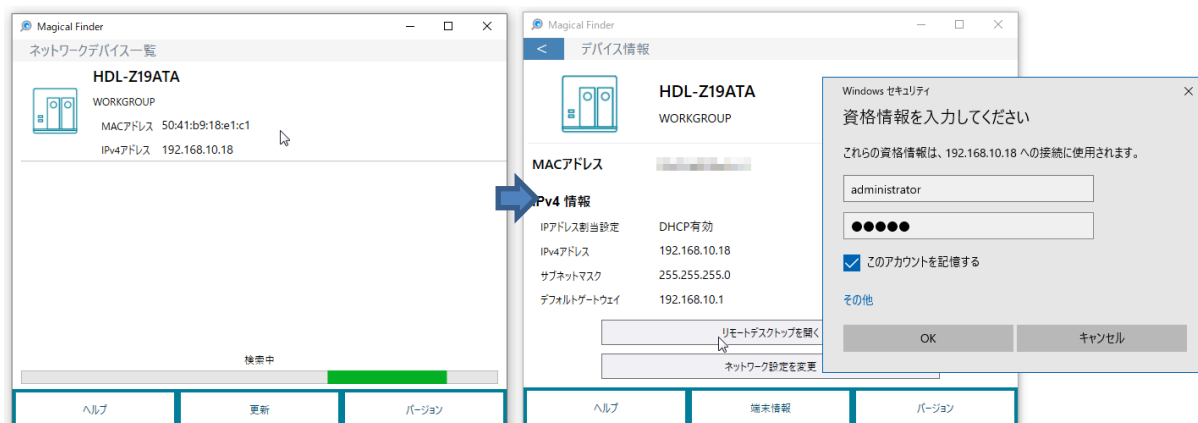 Magical Finder
ネットワークデバイス一覧
HDL-Z19ATA
WORKGROUP
MACアドレス 50:41:b9:18:e1:c1
IPv4アドレス 192.168.10.18
検索中
ヘルプ
更新
バージョン
Magical Finder
<
デバイス情報
HDL-Z19ATA
WORKGROUP
MACアドレス
IPv4 情報
IPアドレス割当設定 DHCP有効
IPv4アドレス 192.168.10.18
サブネットマスク 255.255.255.0
デフォルトゲートウェイ 192.168.10.1
リモートデスクトップを開く
ネットワーク設定を変更
ヘルプ
端末情報
バージョン
Windows セキュリティ
資格情報を入力してください
これらの資格情報は、192.168.10.18 への接続に使用されます。
administrator
●●●●●
このアカウントを記憶する
その他
OK
キャンセル